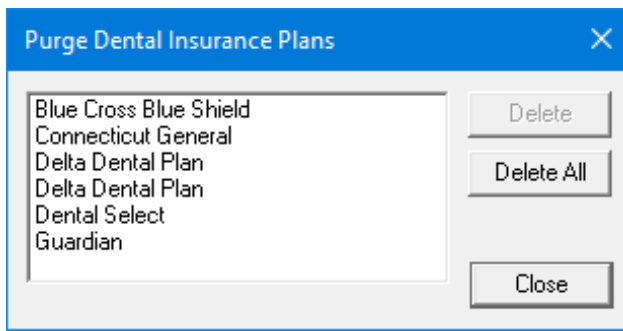 Purge Dental Insurance Plans
Blue Cross Blue Shield
Connecticut General
Delta Dental Plan
Delta Dental Plan
Dental Select
Guardian
Delete
Delete All
Close